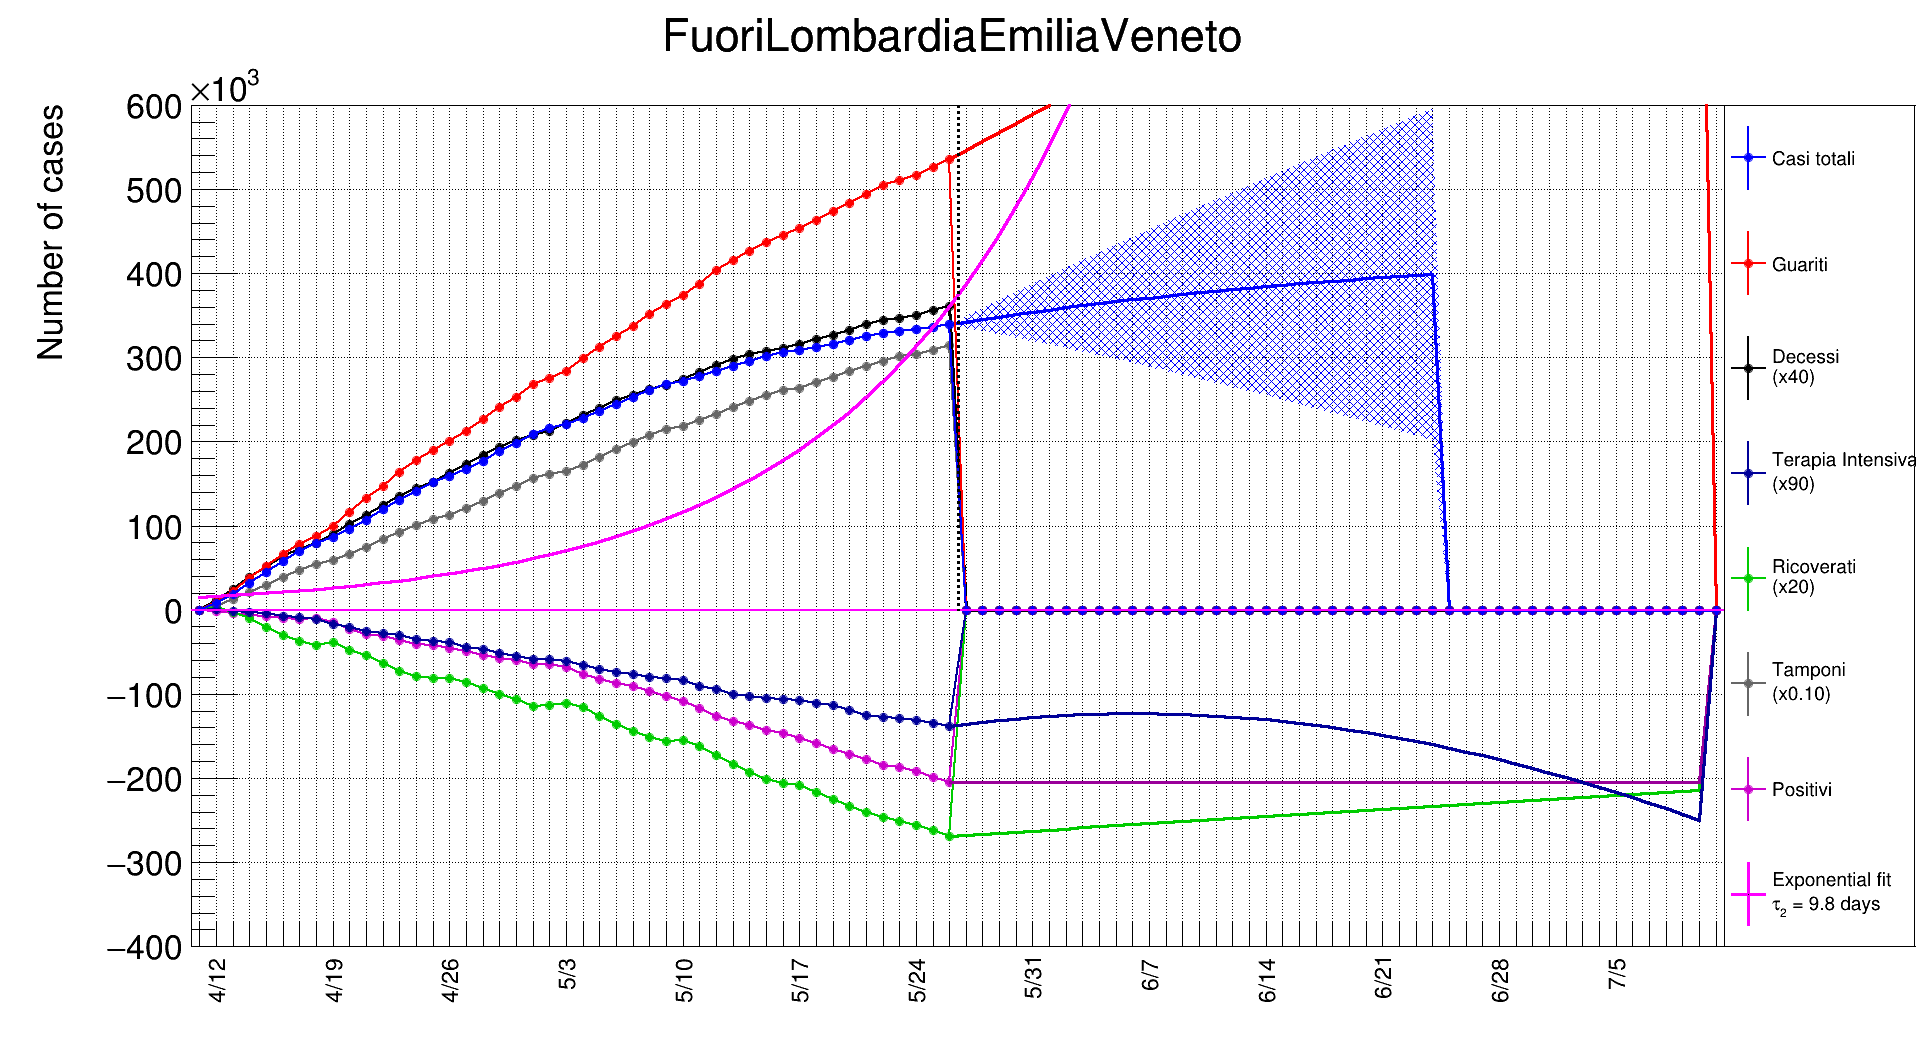 FuoriLombardiaEmiliaVeneto
×10³
Number of cases
600
500
400
300
200
100
0
−100
−200
−300
−400
4/12
4/19
4/26
5/3
5/10
5/17
5/24
5/31
6/7
6/14
6/21
6/28
7/5
Casi totali
Guariti
Decessi
(x40)
Terapia Intensiva
(x90)
Ricoverati
(x20)
Tamponi
(x0.10)
Positivi
Exponential fit
τ₂ = 9.8 days